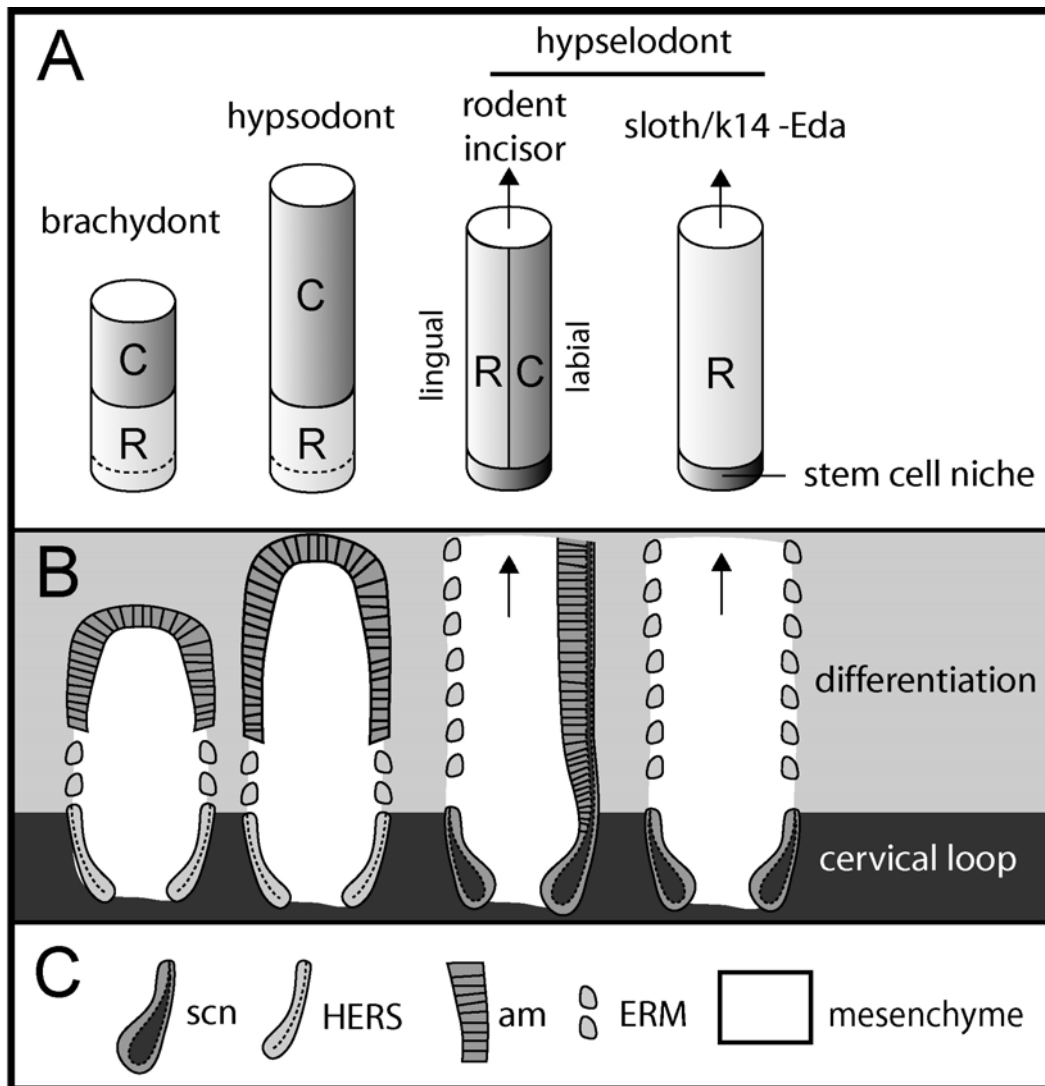 A
hypselodont
rodent
incisor
sloth/k14 -Eda
hypsodont
brachydont
C
R
C
R
lingual
R
C
labial
R
stem cell niche
B
differentiation
cervical loop
C
scn
HERS
am
ERM
mesenchyme